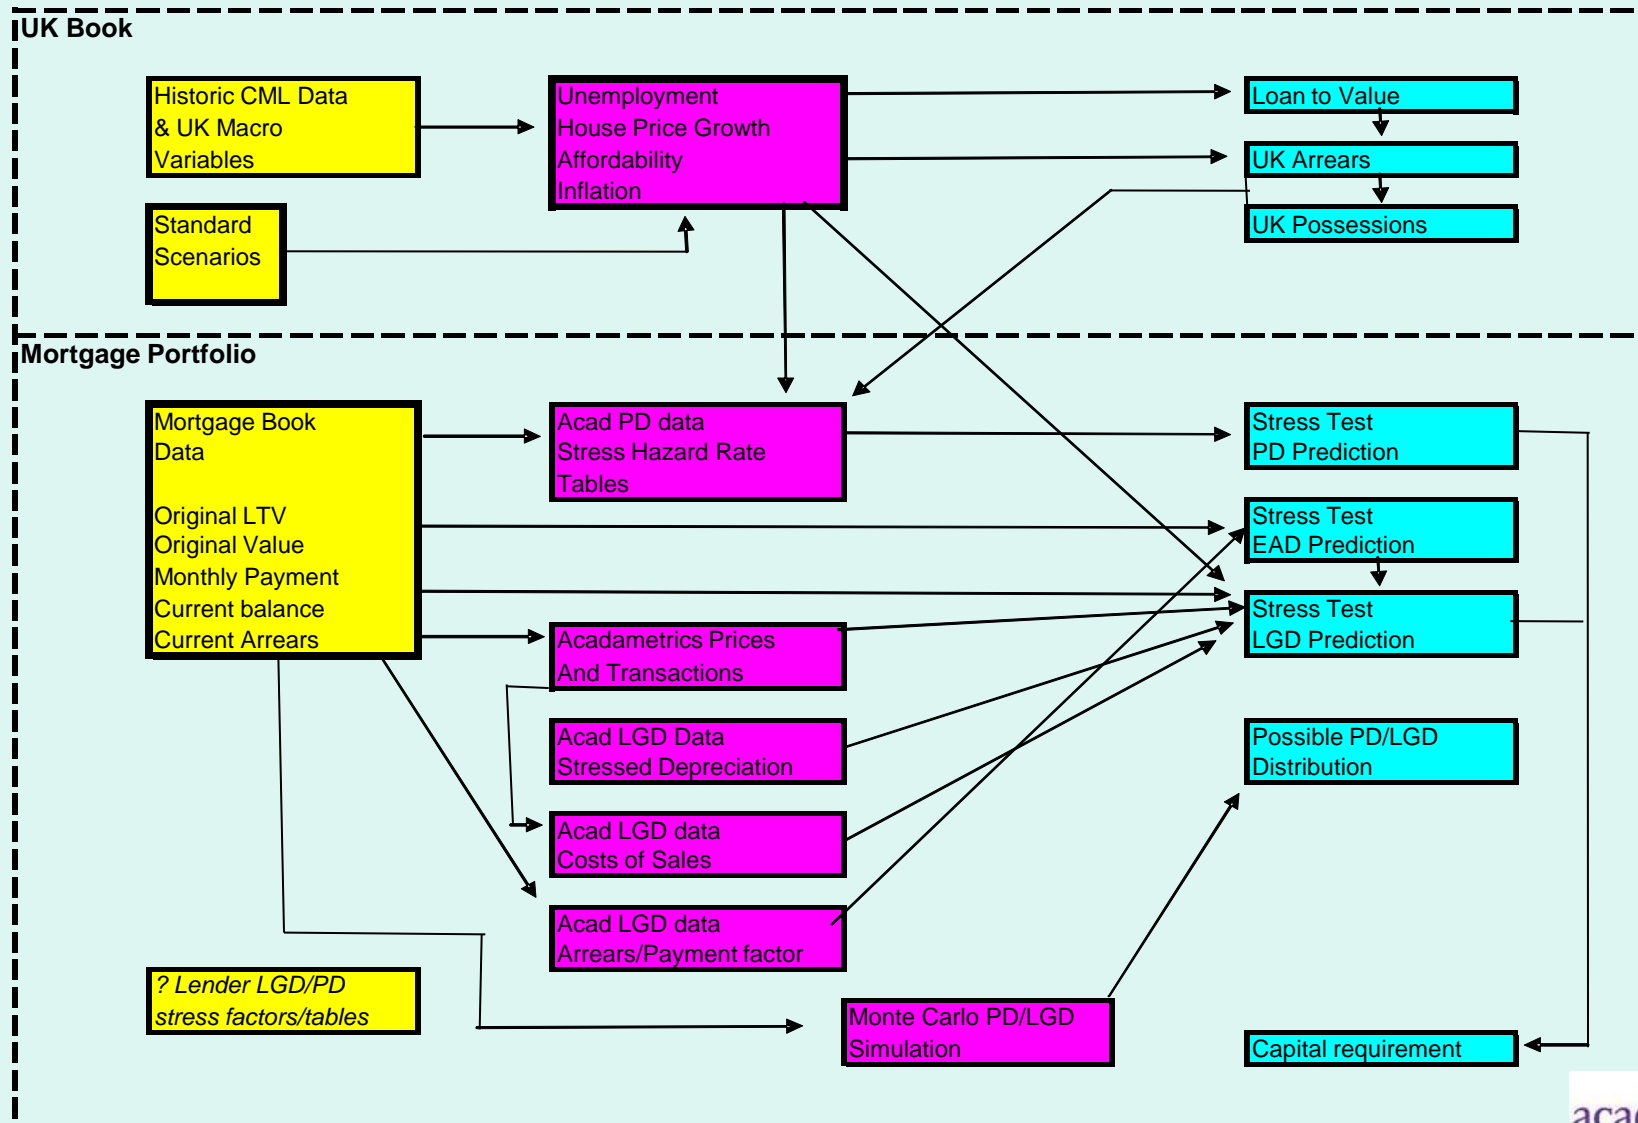 UK Book
Historic CML Data
& UK Macro
Variables
Standard
Scenarios
Unemployment
House Price Growth
Affordability
Inflation
Loan to Value
UK Arrears
UK Possessions
Mortgage Portfolio
Mortgage Book
Data
Original LTV
Original Value
Monthly Payment
Current balance
Current Arrears
? Lender LGD/PD
stress factors/tables
Acad PD data
Stress Hazard Rate
Tables
Acadametrics Prices
And Transactions
Acad LGD Data
Stressed Depreciation
Acad LGD data
Costs of Sales
Acad LGD data
Arrears/Payment factor
Monte Carlo PD/LGD
Simulation
Stress Test
PD Prediction
Stress Test
EAD Prediction
Stress Test
LGD Prediction
Possible PD/LGD
Distribution
Capital requirement